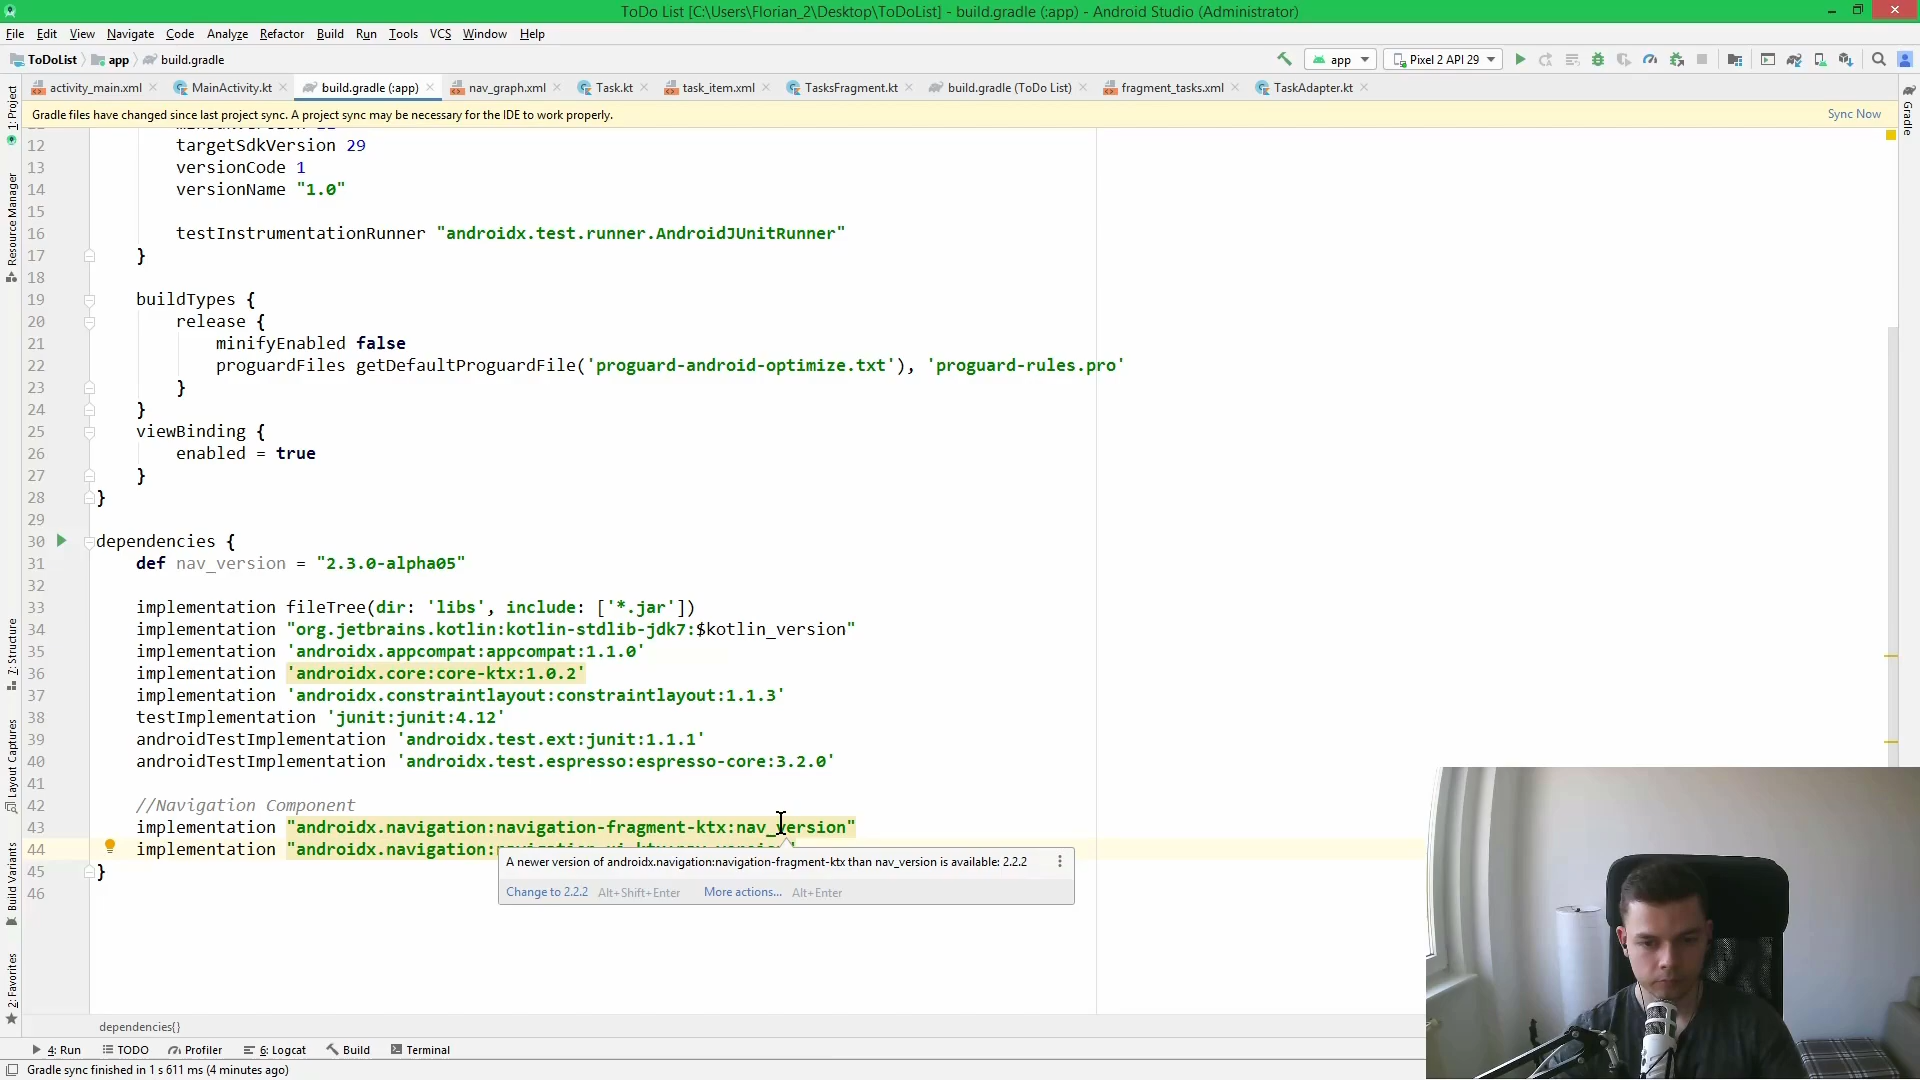 ToDo List [C:\Users\Florian_2\Desktop\ToDoList] - build.gradle (:app) - Android Studio (Administrator)
File Edit View Navigate Code Analyze Refactor Build Run Tools VCS Window Help
ToDoList app build.gradle
app Pixel 2 API 29
activity_main.xml MainActivity.kt build.gradle (:app) nav_graph.xml Task.kt task_item.xml TasksFragment.kt build.gradle (ToDo List) fragment_tasks.xml TaskAdapter.kt
Gradle files have changed since last project sync. A project sync may be necessary for the IDE to work properly. Sync Now
12 targetSdkVersion 29
13 versionCode 1
14 versionName "1.0"
15
16 testInstrumentationRunner "androidx.test.runner.AndroidJUnitRunner"
17 }
18
19 buildTypes {
20 release {
21 minifyEnabled false
22 proguardFiles getDefaultProguardFile('proguard-android-optimize.txt'), 'proguard-rules.pro'
23 }
24 }
25 viewBinding {
26 enabled = true
27 }
28 }
29
30 dependencies {
31 def nav_version = "2.3.0-alpha05"
32
33 implementation fileTree(dir: 'libs', include: ['*.jar'])
34 implementation "org.jetbrains.kotlin:kotlin-stdlib-jdk7:$kotlin_version"
35 implementation 'androidx.appcompat:appcompat:1.1.0'
36 implementation 'androidx.core:core-ktx:1.0.2'
37 implementation 'androidx.constraintlayout:constraintlayout:1.1.3'
38 testImplementation 'junit:junit:4.12'
39 androidTestImplementation 'androidx.test.ext:junit:1.1.1'
40 androidTestImplementation 'androidx.test.espresso:espresso-core:3.2.0'
41
42 //Navigation Component
43 implementation "androidx.navigation:navigation-fragment-ktx:nav_version"
44 implementation "androidx.navigation:
45 }
46
A newer version of androidx.navigation:navigation-fragment-ktx than nav_version is available: 2.2.2
Change to 2.2.2 Alt+Shift+Enter More actions... Alt+Enter
dependencies{}
4: Run TODO Profiler 6: Logcat Build Terminal
Gradle sync finished in 1 s 611 ms (4 minutes ago)
1: Project
Resource Manager
7: Structure
Layout Captures
Build Variants
2: Favorites
Gradle